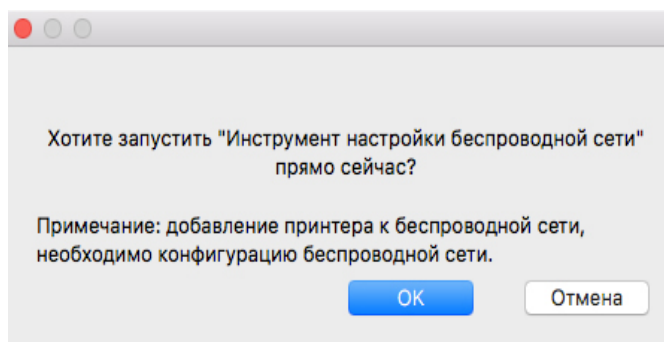 Хотите запустить "Инструмент настройки беспроводной сети"
прямо сейчас?
Примечание: добавление принтера к беспроводной сети,
необходимо конфигурацию беспроводной сети.
OK
Отмена